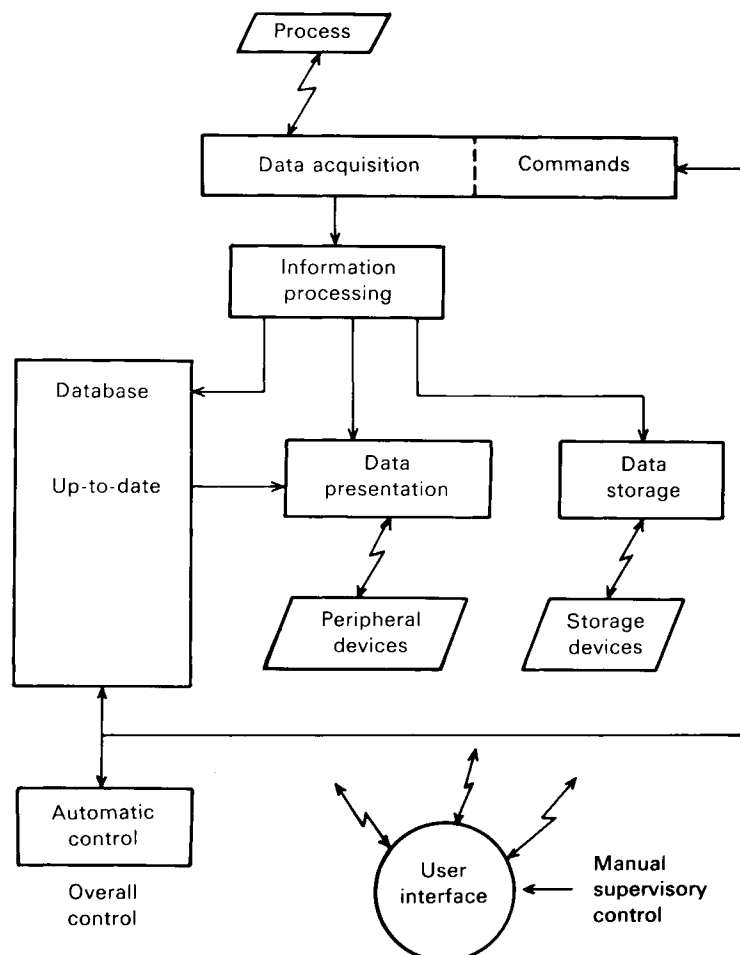 Process
Data acquisition
Commands
Information
processing
Database
Up-to-date
Data
presentation
Data
storage
Peripheral
devices
Storage
devices
Automatic
control
Overall
control
User
interface
Manual
supervisory
control